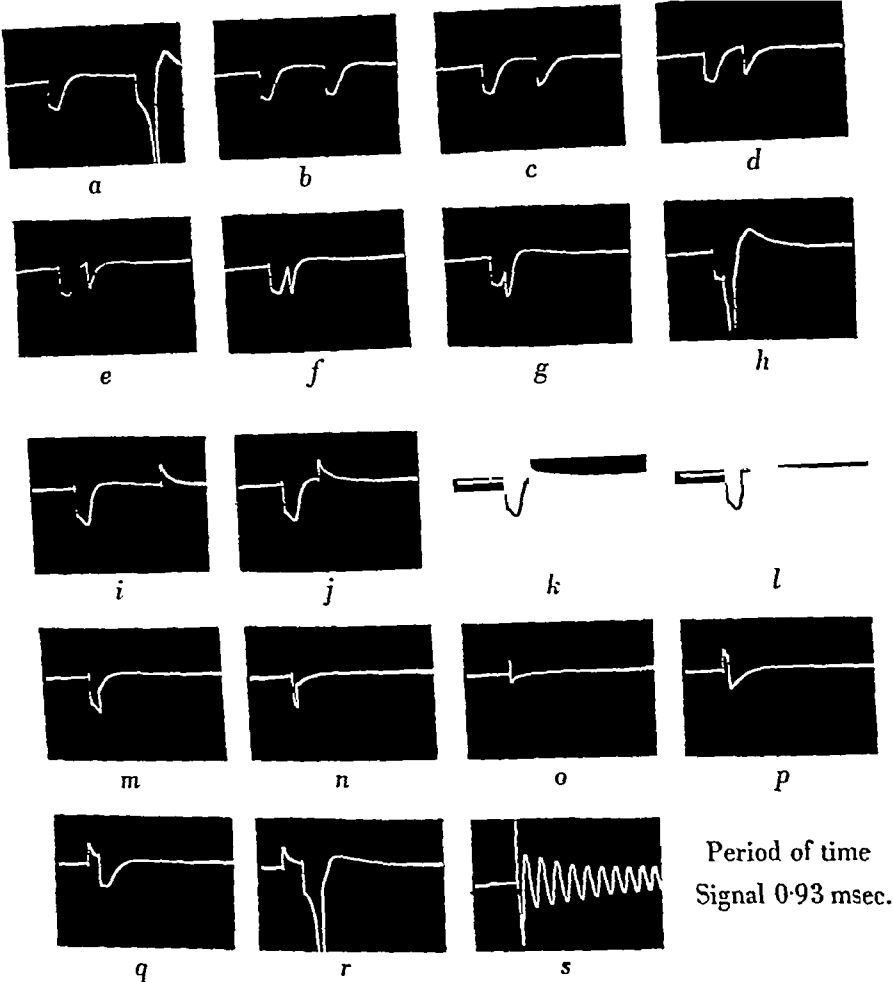 a b c d
e f g h
i j k l
m n o p
Period of time
Signal 0·93 msec.
q r s